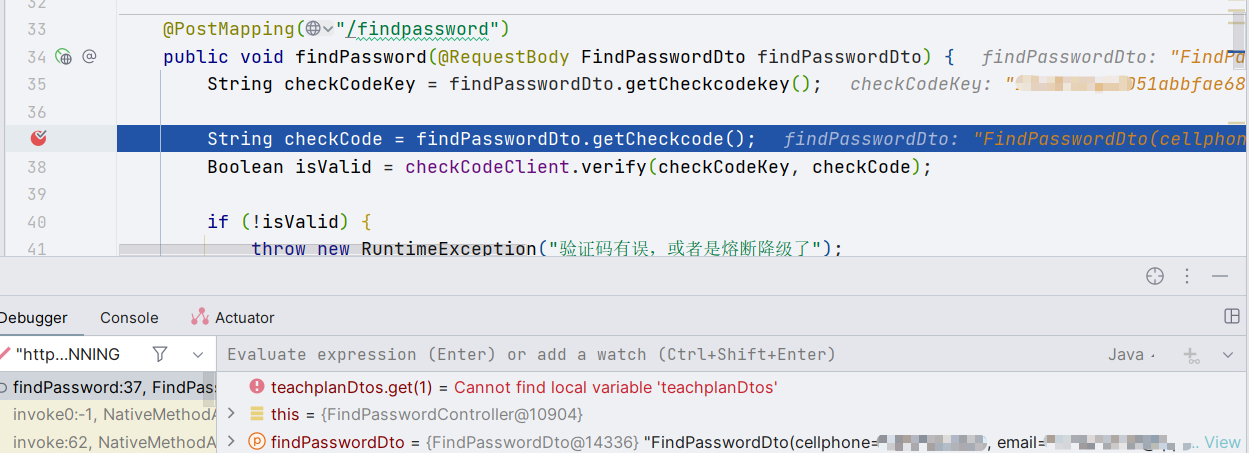 32
33 @PostMapping("/findpassword")
34 @ public void findPassword(@RequestBody FindPasswordDto findPasswordDto) { findPasswordDto: "FindPa
35 String checkCodeKey = findPasswordDto.getCheckcodekey(); checkCodeKey: " 051abbfae68
36
String checkCode = findPasswordDto.getCheckcode(); findPasswordDto: "FindPasswordDto(cellphon
38 Boolean isValid = checkCodeClient.verify(checkCodeKey, checkCode);
39
40 if (!isValid) {
41 throw new RuntimeException("验证码有误，或者是熔断降级了");
Debugger Console Actuator
"http...NNING Evaluate expression (Enter) or add a watch (Ctrl+Shift+Enter) Java
findPassword:37, FindPass teachplanDtos.get(1) = Cannot find local variable 'teachplanDtos'
invoke0:-1, NativeMethodA this = {FindPasswordController@10904}
invoke:62, NativeMethodA findPasswordDto = {FindPasswordDto@14336} "FindPasswordDto(cellphone= , email= ... View